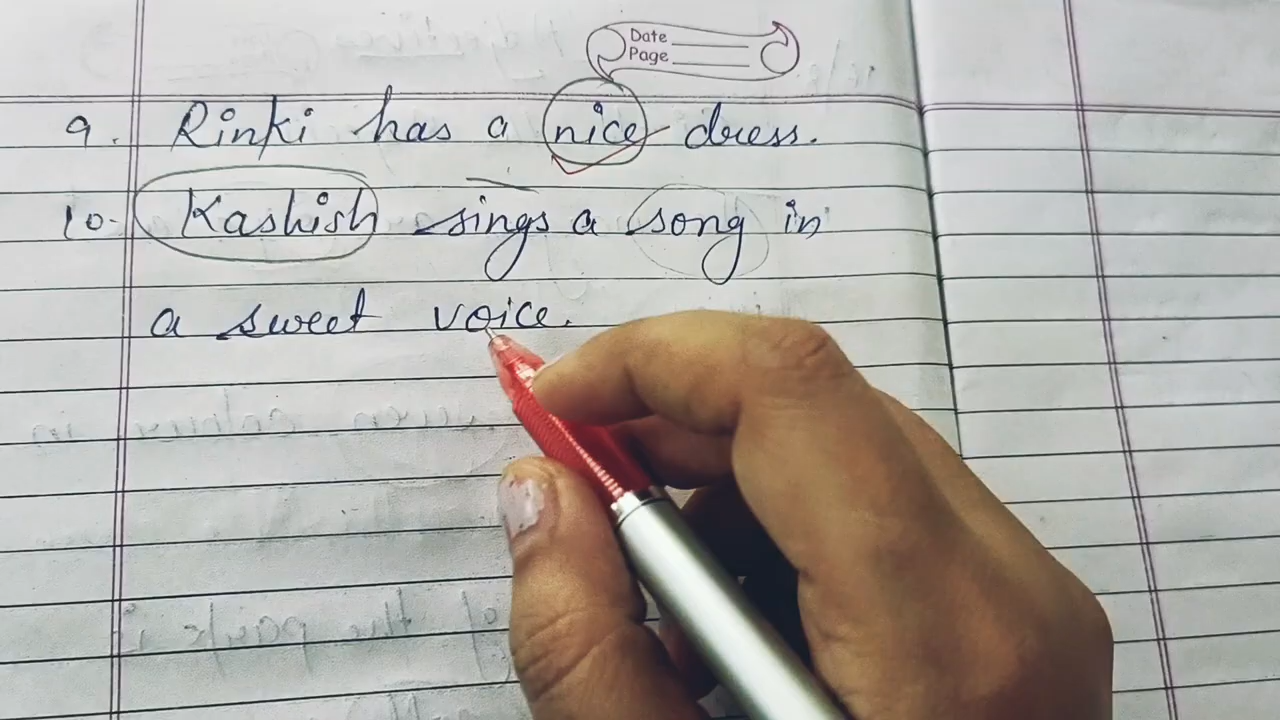 Date
Page
9. Rinki has a nice dress.
10. Kashish sings a song in
a sweet voice.